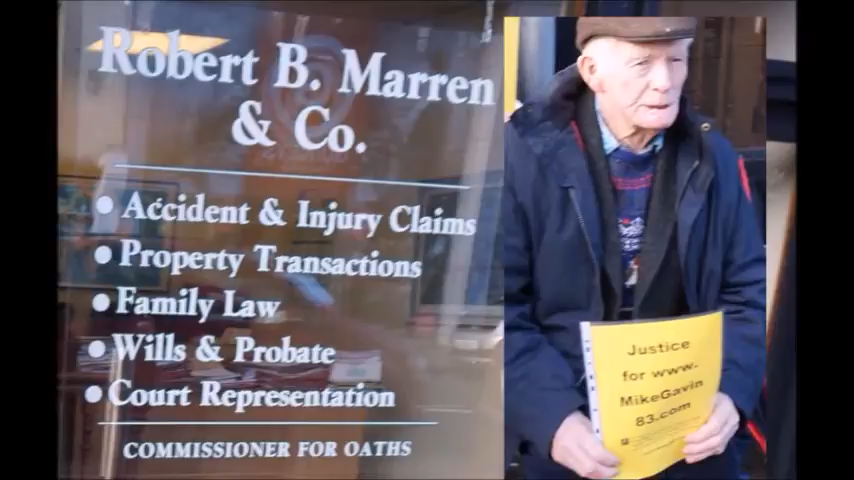 Robert B. Marren
& Co.
• Accident & Injury Claims
• Property Transactions
• Family Law
• Wills & Probate
• Court Representation
COMMISSIONER FOR OATHS
Justice
for www.
MikeGavin
83.com